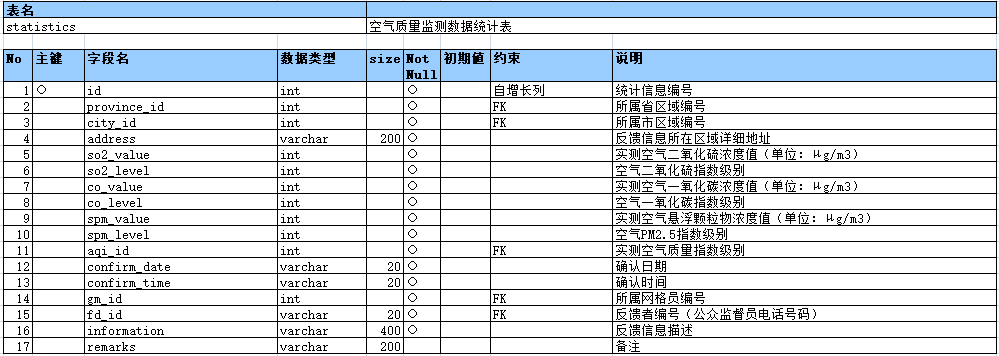 表名
statistics 空气质量监测数据统计表
No 主键 字段名 数据类型 size Not Null 初期値 约束 说明
1 ○ id int ○ 自增长列 统计信息编号
2 province_id int ○ FK 所属省区域编号
3 city_id int ○ FK 所属市区域编号
4 address varchar 200 ○ 反馈信息所在区域详细地址
5 so2_value int ○ 实测空气二氧化硫浓度值（单位：μg/m3）
6 so2_level int ○ 空气二氧化硫指数级别
7 co_value int ○ 实测空气一氧化碳浓度值（单位：μg/m3）
8 co_level int ○ 空气一氧化碳指数级别
9 spm_value int ○ 实测空气悬浮颗粒物浓度值（单位：μg/m3）
10 spm_level int ○ 空气PM2.5指数级别
11 aqi_id int ○ FK 实测空气质量指数级别
12 confirm_date varchar 20 ○ 确认日期
13 confirm_time varchar 20 ○ 确认时间
14 gm_id int ○ FK 所属网格员编号
15 fd_id varchar 20 ○ FK 反馈者编号（公众监督员电话号码）
16 information varchar 400 ○ 反馈信息描述
17 remarks varchar 200 备注